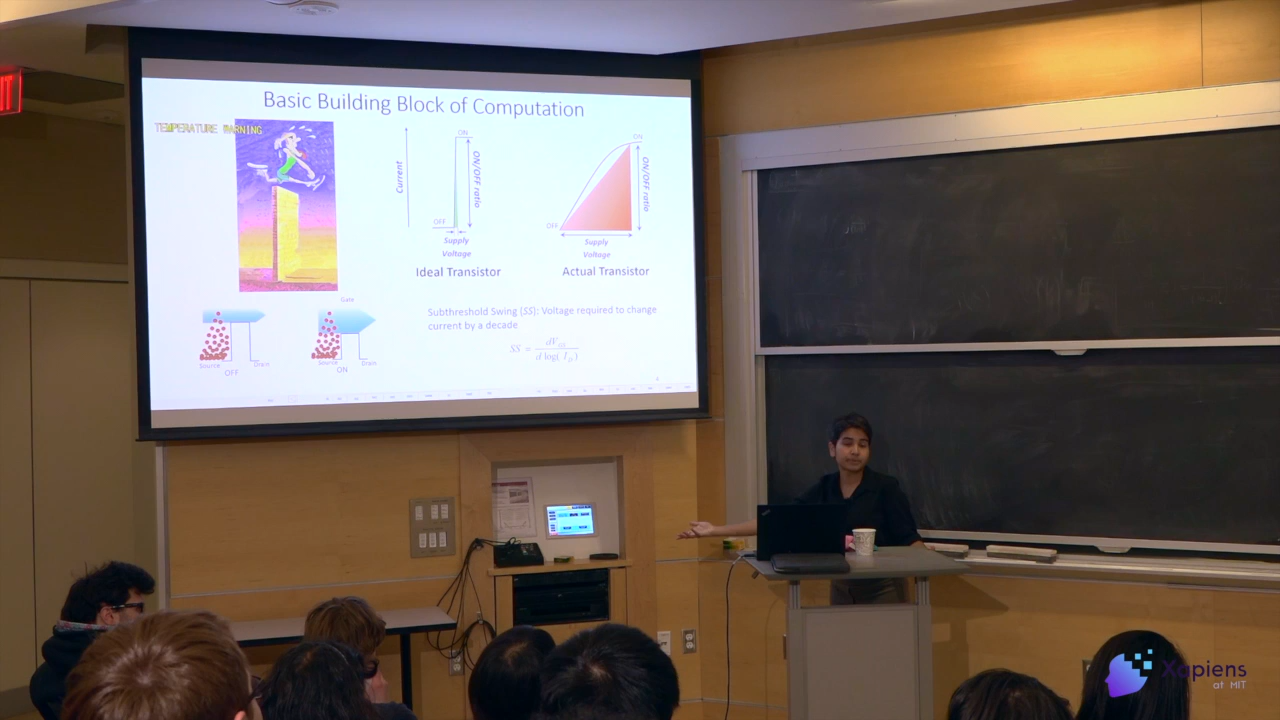 Basic Building Block of Computation
TEMPERATURE WARNING
Current
OFF
ON
ON/OFF ratio
Supply
Voltage
Ideal Transistor
OFF
ON
ON/OFF ratio
Supply
Voltage
Actual Transistor
Gate
Source
Drain
OFF
Source
Drain
ON
Subthreshold Swing (SS): Voltage required to change
current by a decade
Xapiens
at MIT